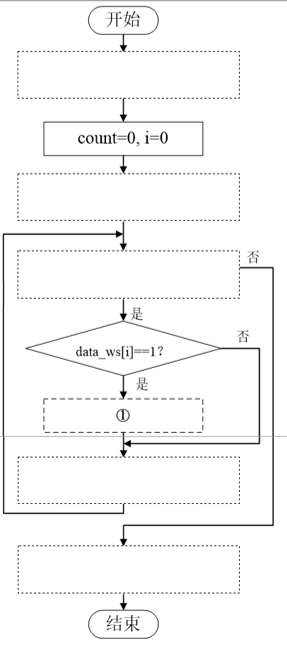 开始
count=0, i=0
否
是
否
data_ws[i]==1?
是
①
结束